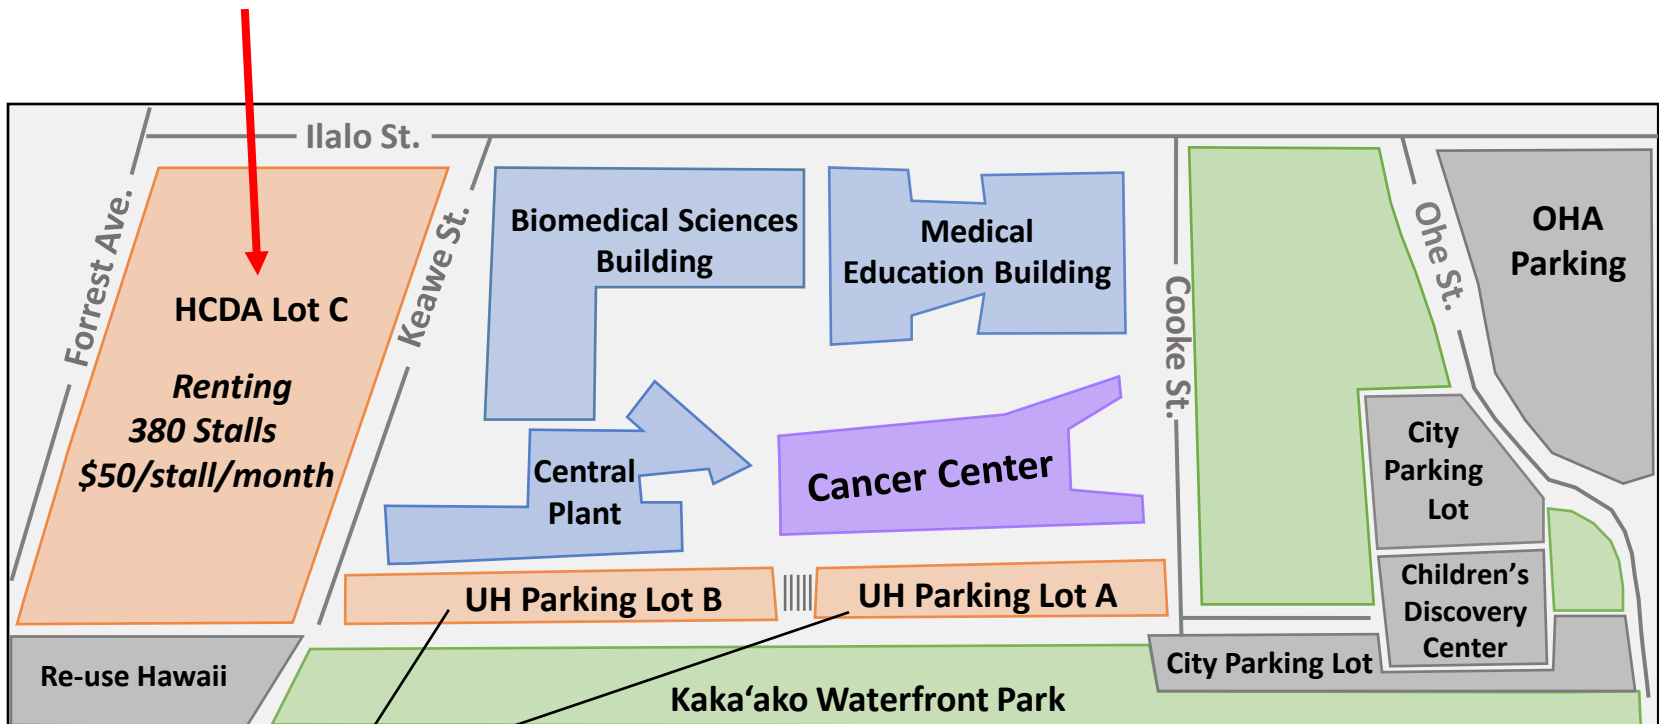 Ilalo St.
Forrest Ave.
Keawe St.
HCDA Lot C
Renting
380 Stalls
$50/stall/month
Biomedical Sciences
Building
Medical
Education Building
Cooke St.
Ohe St.
OHA
Parking
Central
Plant
Cancer Center
City
Parking
Lot
UH Parking Lot B
UH Parking Lot A
Children’s
Discovery
Center
Re-use Hawaii
City Parking Lot
Kaka‘ako Waterfront Park